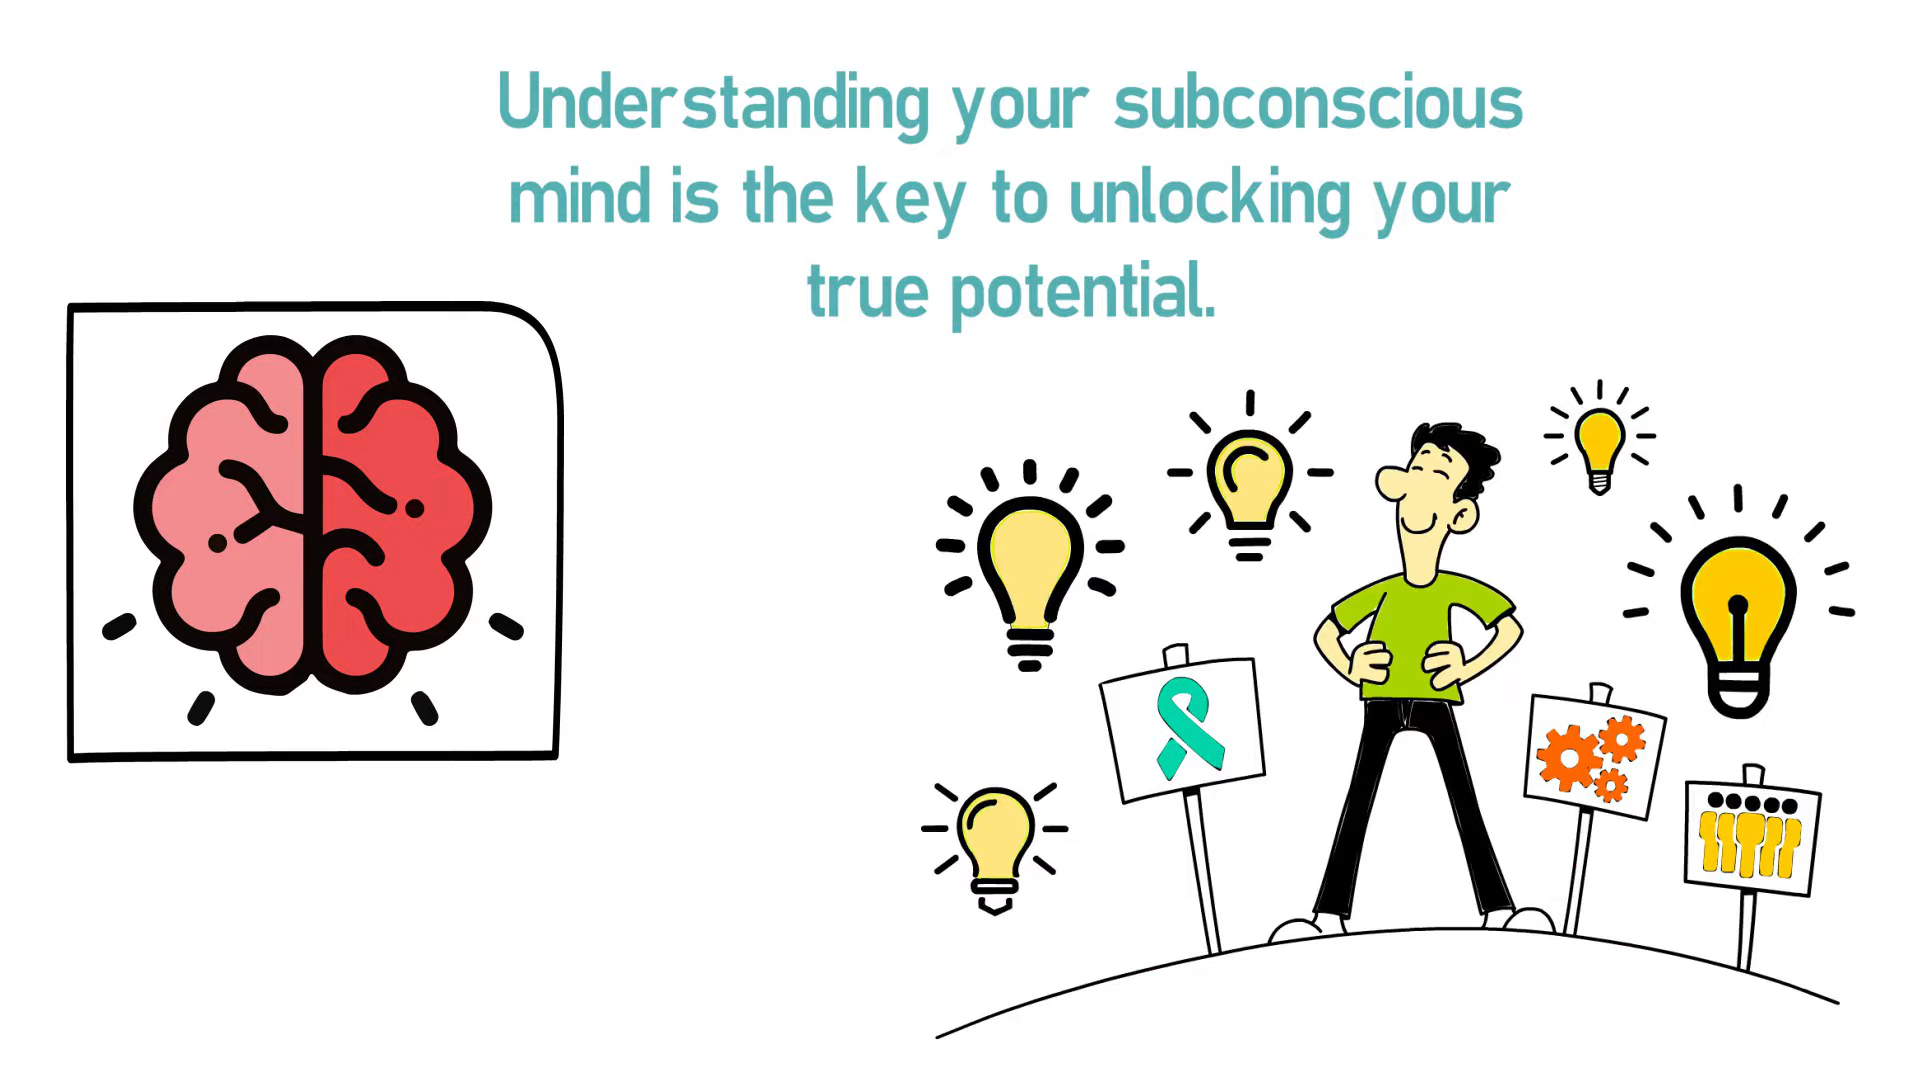 Understanding your subconscious
mind is the key to unlocking your
true potential.